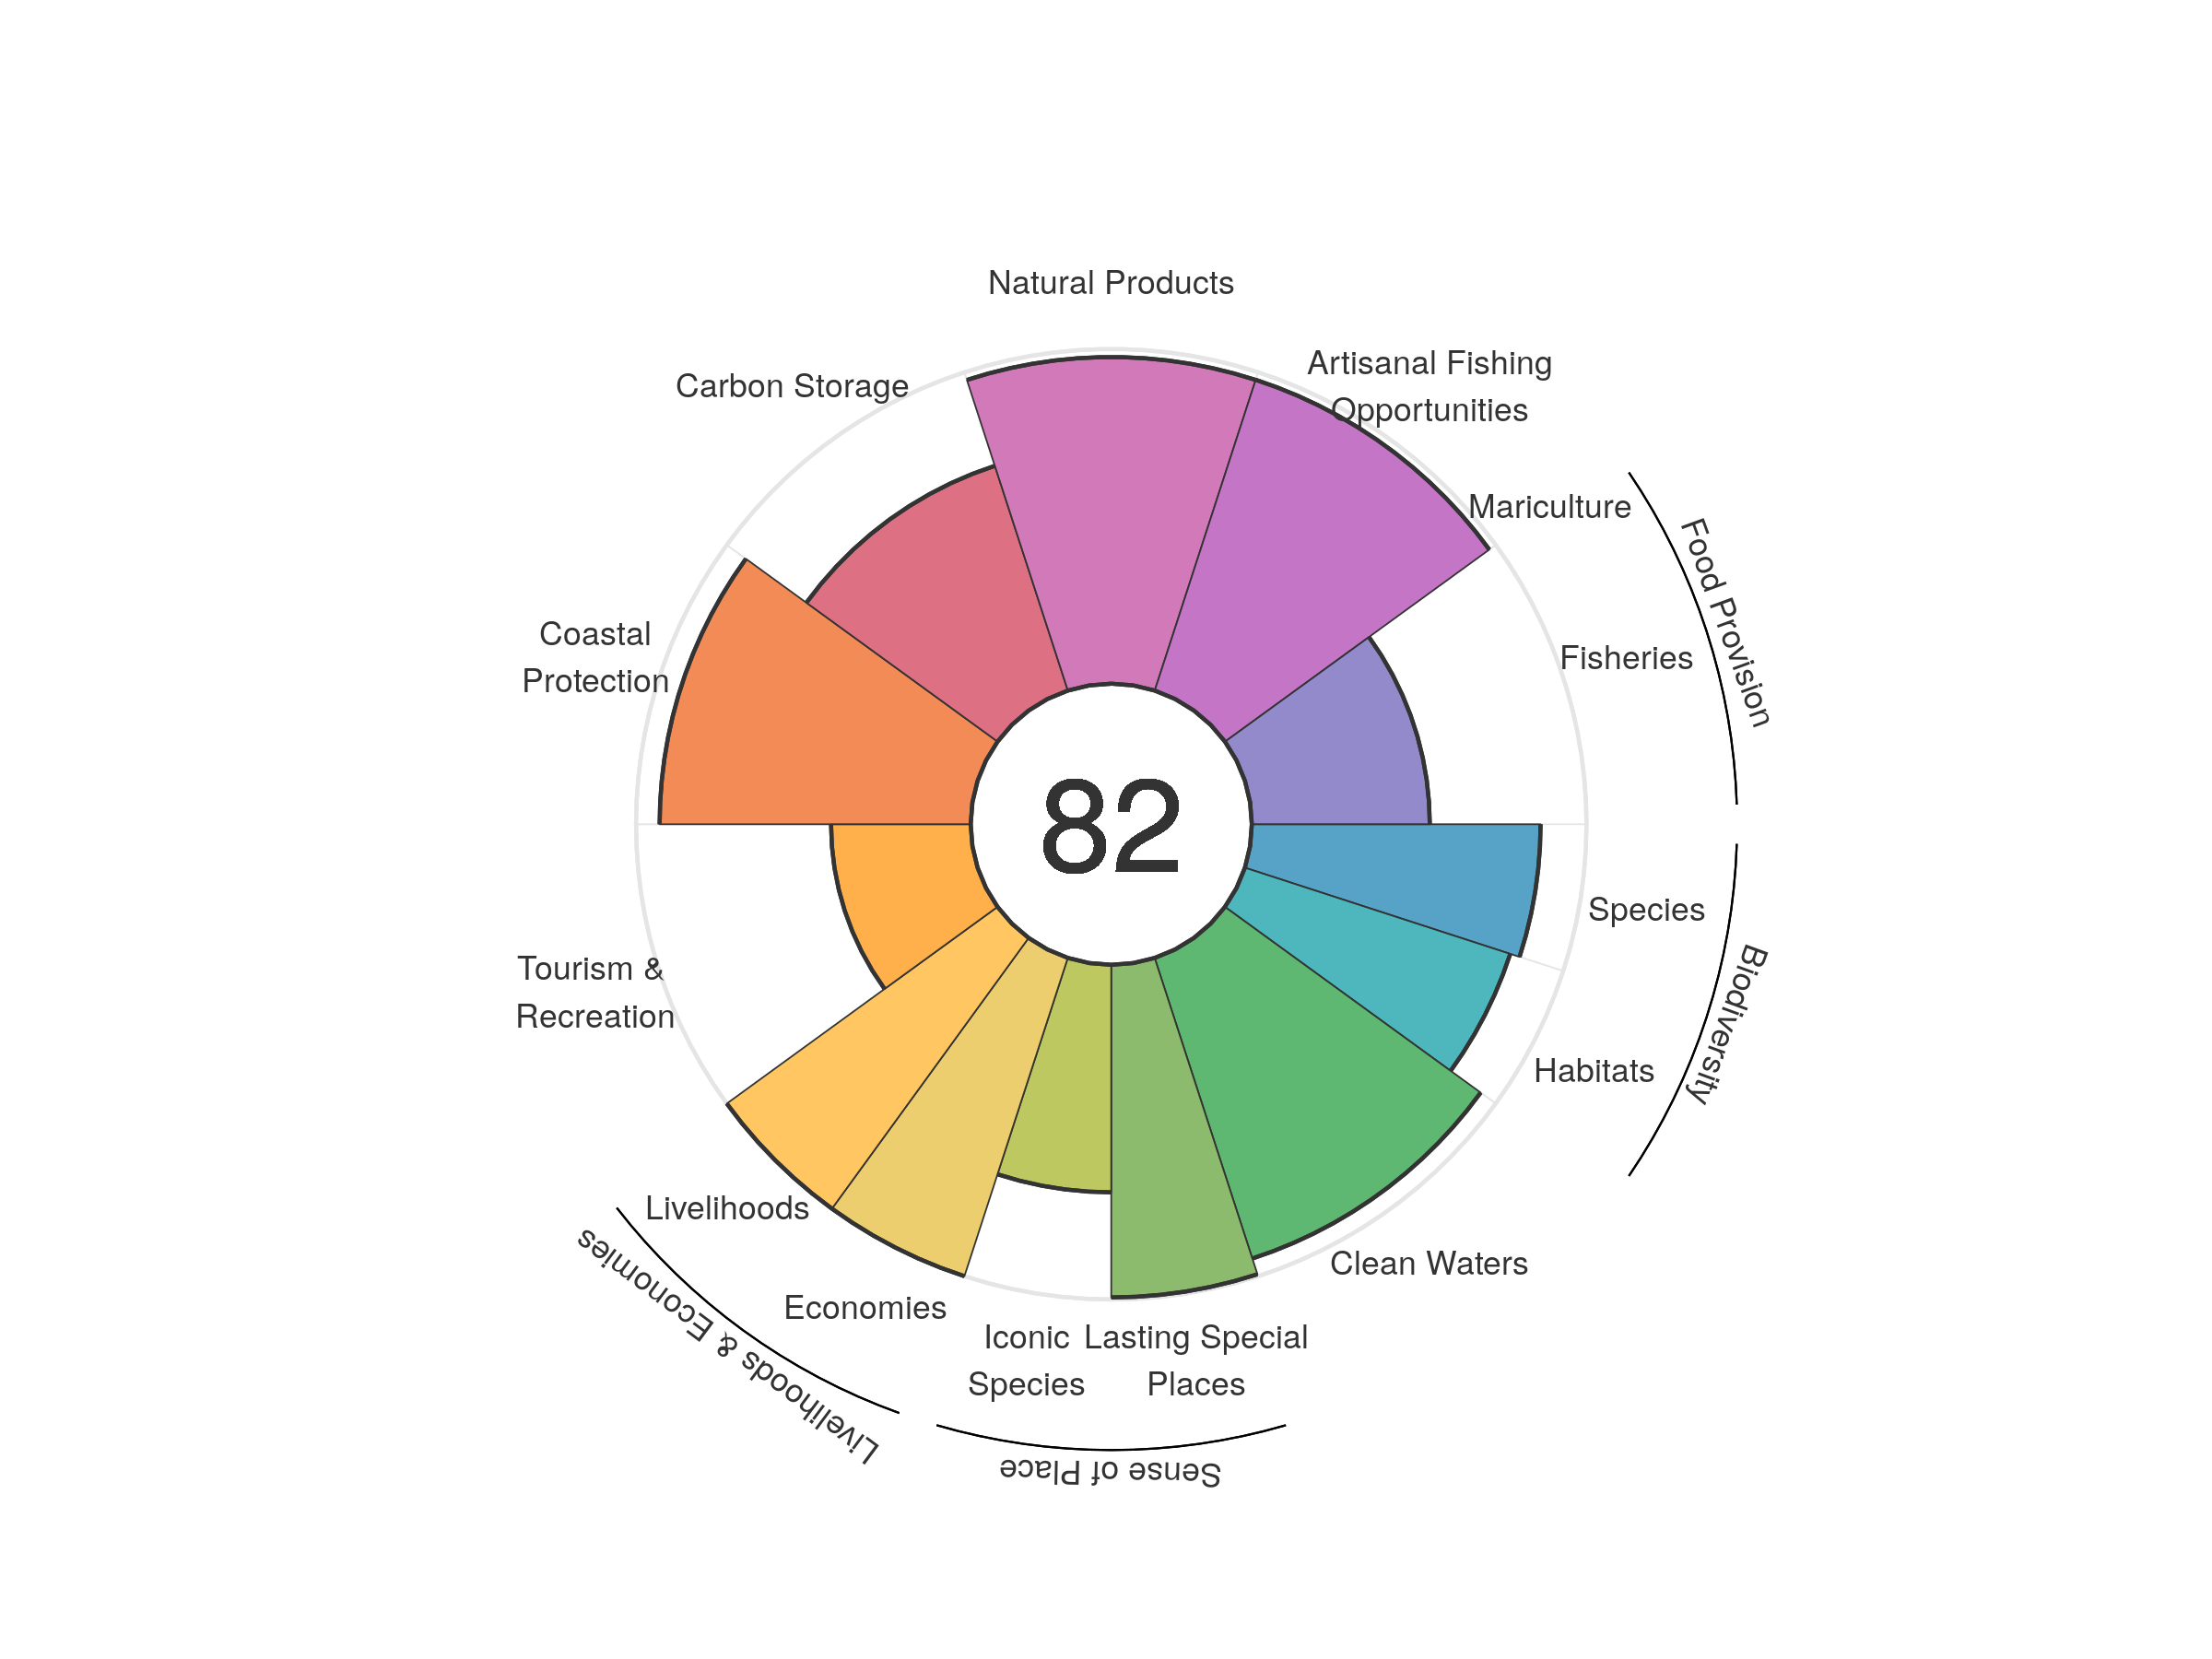 Natural Products
Artisanal Fishing
Opportunities
Carbon Storage
Mariculture
Food Provision
Fisheries
Coastal
Protection
82
Species
Biodiversity
Habitats
Tourism &
Recreation
Livelihoods
Livelihoods & Economies
Economies
Clean Waters
Iconic
Species
Lasting Special
Places
Sense of Place